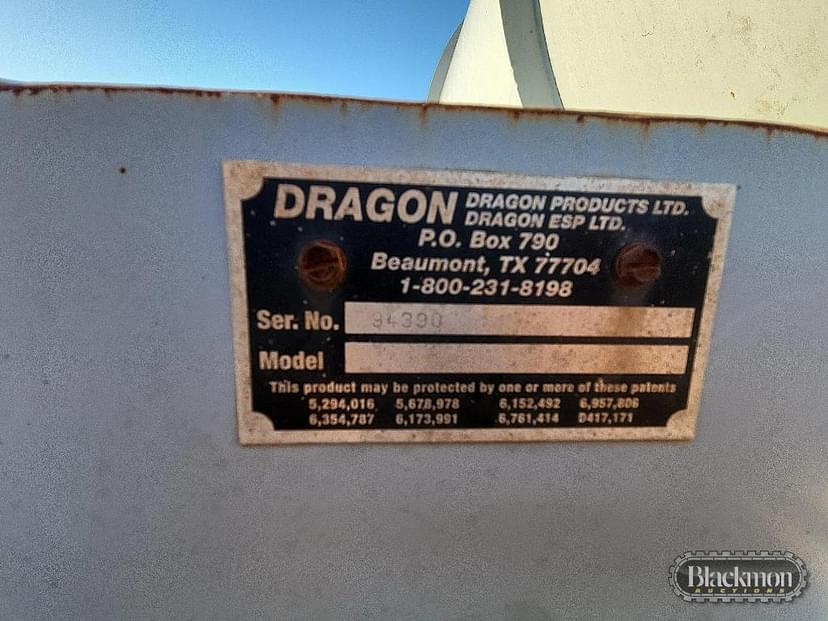 DRAGON DRAGON PRODUCTS LTD.
DRAGON ESP LTD.
P.O. Box 790
Beaumont, TX 77704
1-800-231-8198
Ser. No. 94390
Model
This product may be protected by one or more of these patents
5,294,016 5,678,978 6,152,492 6,957,806
6,354,787 6,173,991 6,761,414 D417,171
Blackmon
AUCTIONS